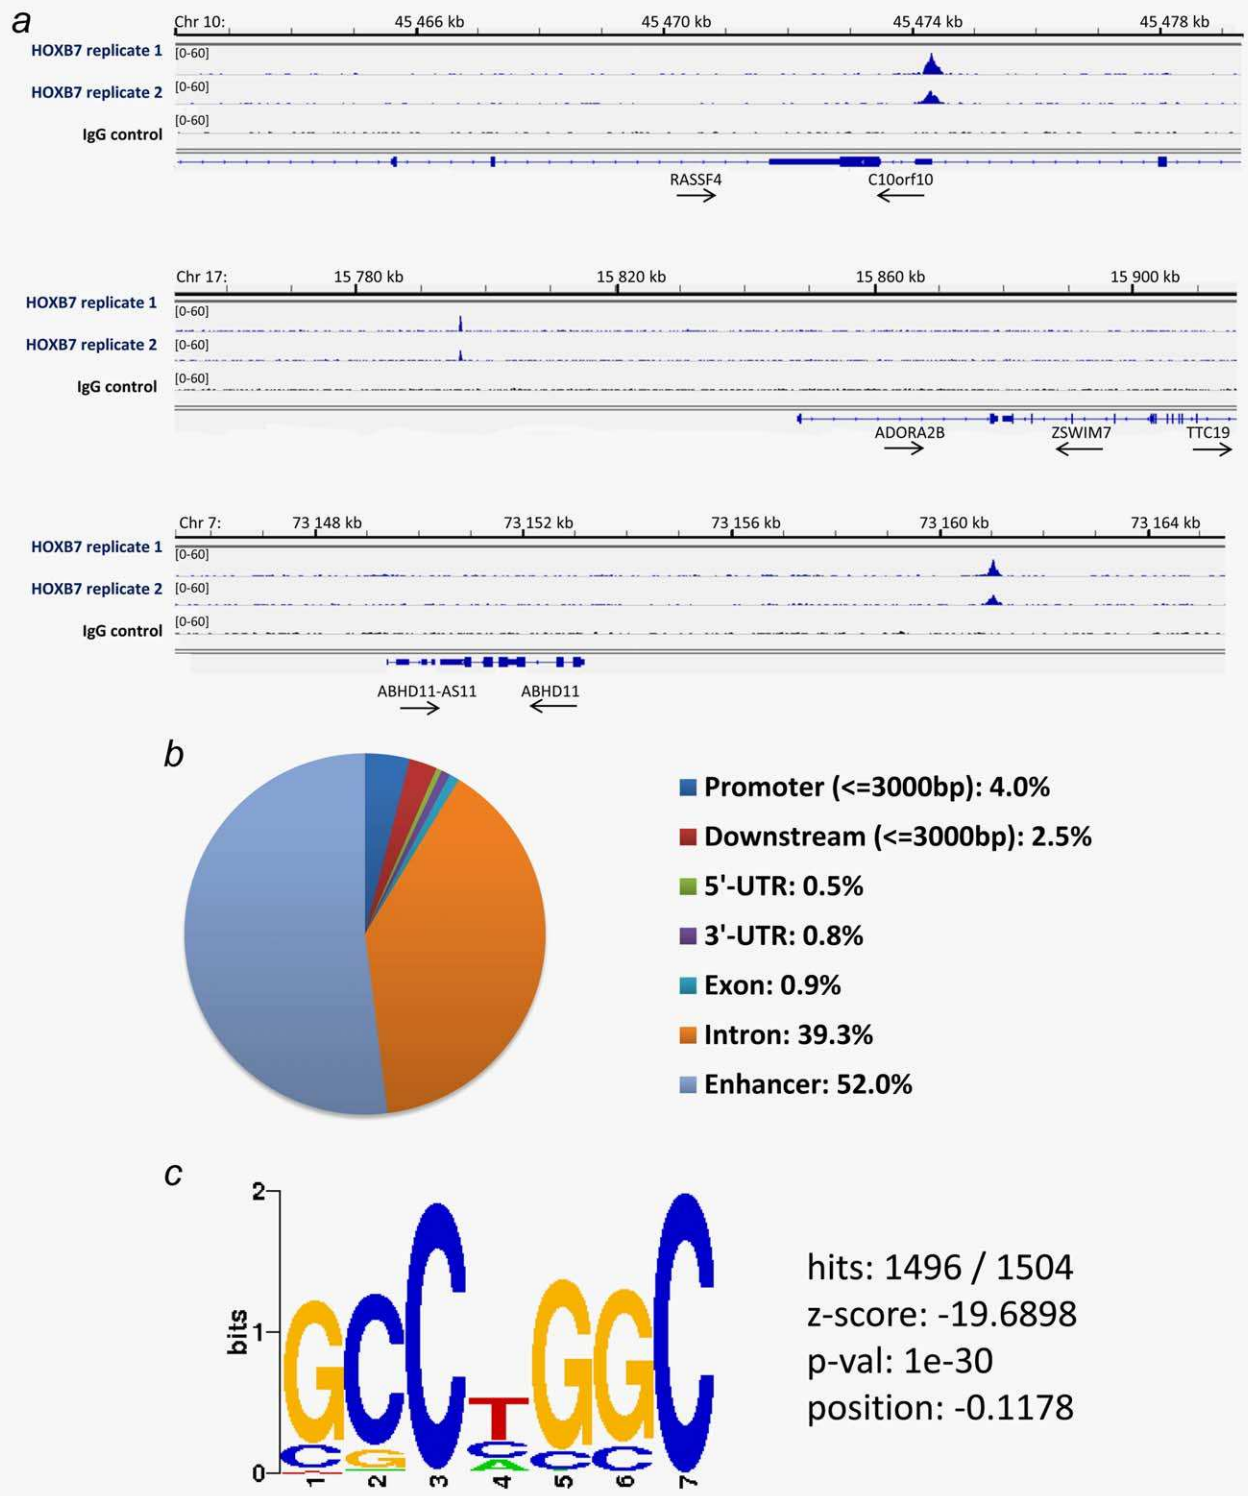 a
Chr 10: 45 466 kb 45 470 kb 45 474 kb 45 478 kb
HOXB7 replicate 1 [0-60]
HOXB7 replicate 2 [0-60]
IgG control [0-60]
RASSF4 C10orf10
Chr 17: 15 780 kb 15 820 kb 15 860 kb 15 900 kb
HOXB7 replicate 1 [0-60]
HOXB7 replicate 2 [0-60]
IgG control [0-60]
ADORA2B ZSWIM7 TTC19
Chr 7: 73 148 kb 73 152 kb 73 156 kb 73 160 kb 73 164 kb
HOXB7 replicate 1 [0-60]
HOXB7 replicate 2 [0-60]
IgG control [0-60]
ABHD11-AS11 ABHD11
b
Promoter (<=3000bp): 4.0%
Downstream (<=3000bp): 2.5%
5'-UTR: 0.5%
3'-UTR: 0.8%
Exon: 0.9%
Intron: 39.3%
Enhancer: 52.0%
c
2
1
0
bits
G C C T G G C
C G C C C
A
1 2 3 4 5 6 7
hits: 1496 / 1504
z-score: -19.6898
p-val: 1e-30
position: -0.1178